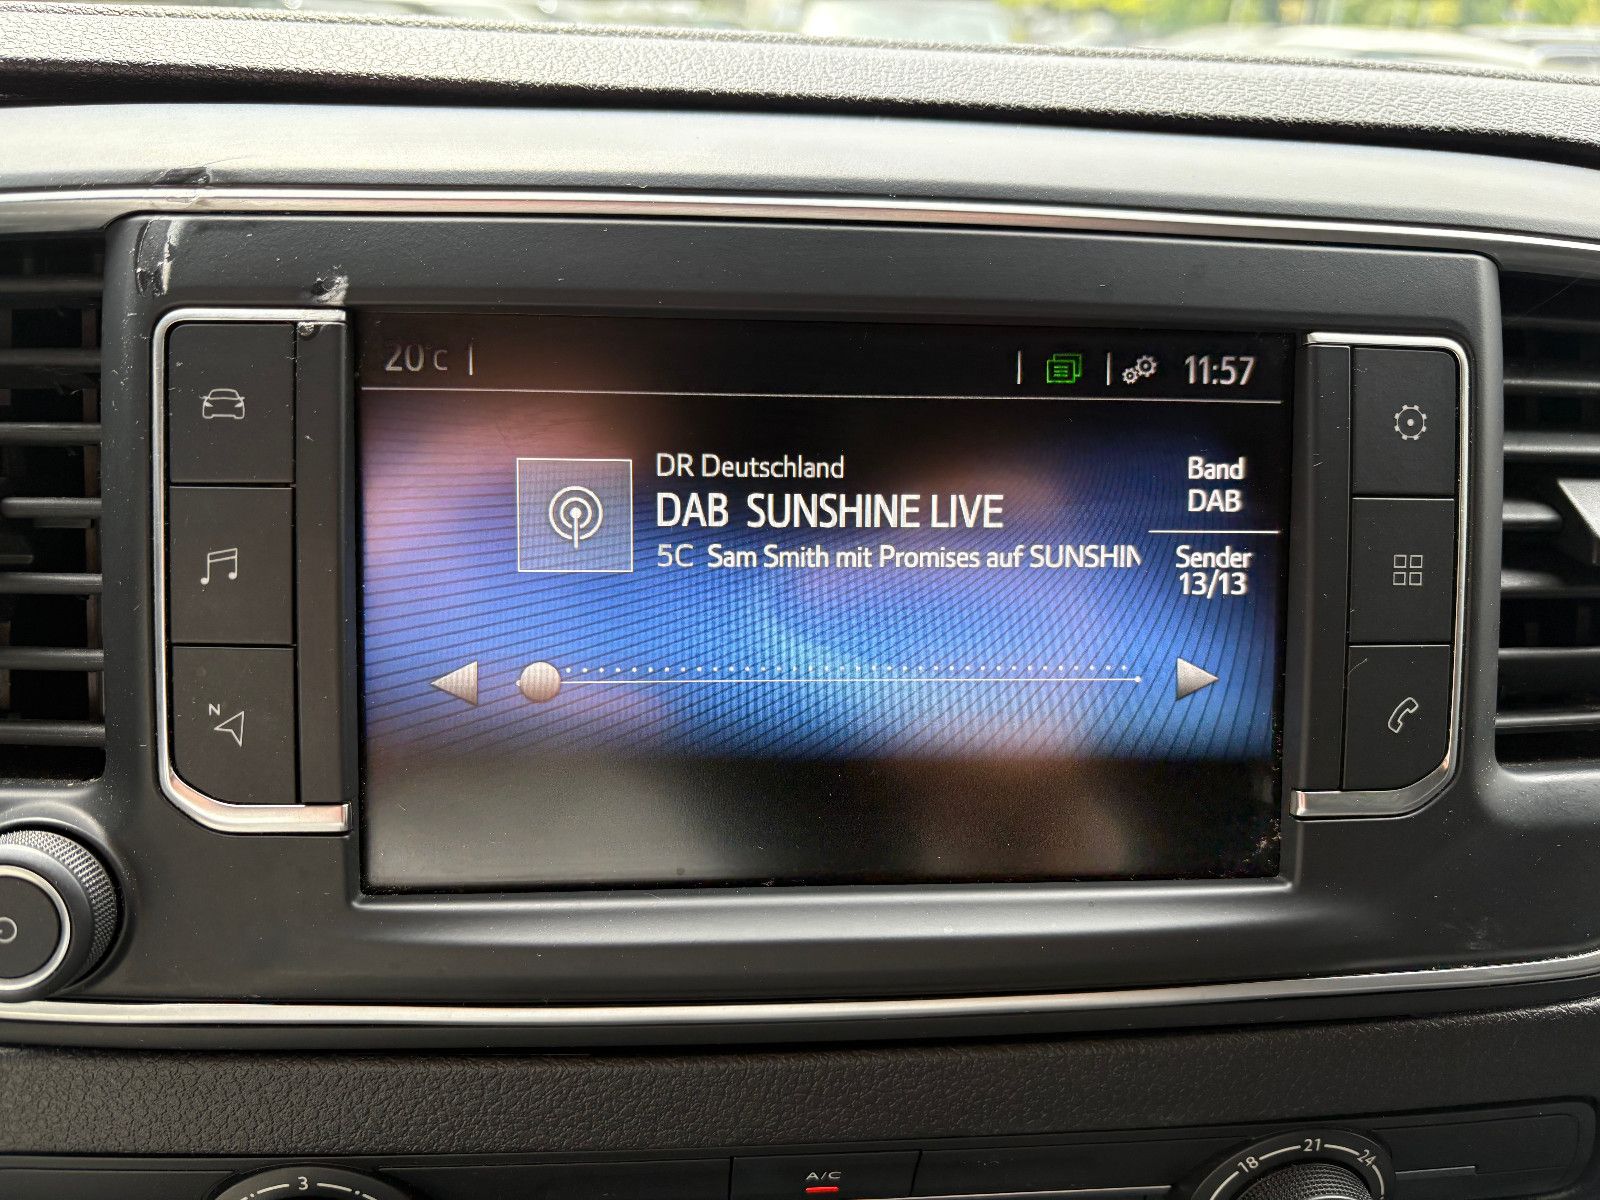 20°C
11:57
DR Deutschland
DAB SUNSHINE LIVE
5C Sam Smith mit Promises auf SUNSHIN
Band
DAB
Sender
13/13
N
3
A/C
18 21 24